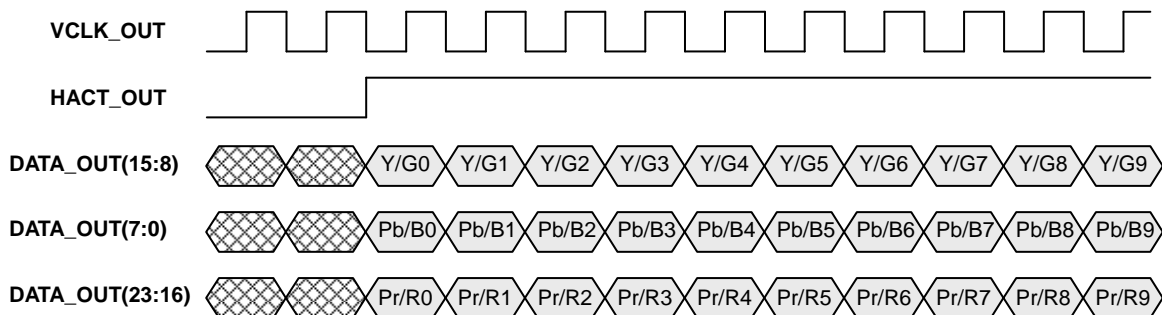 VCLK_OUT
HACT_OUT
DATA_OUT(15:8) Y/G0 Y/G1 Y/G2 Y/G3 Y/G4 Y/G5 Y/G6 Y/G7 Y/G8 Y/G9
DATA_OUT(7:0) Pb/B0 Pb/B1 Pb/B2 Pb/B3 Pb/B4 Pb/B5 Pb/B6 Pb/B7 Pb/B8 Pb/B9
DATA_OUT(23:16) Pr/R0 Pr/R1 Pr/R2 Pr/R3 Pr/R4 Pr/R5 Pr/R6 Pr/R7 Pr/R8 Pr/R9